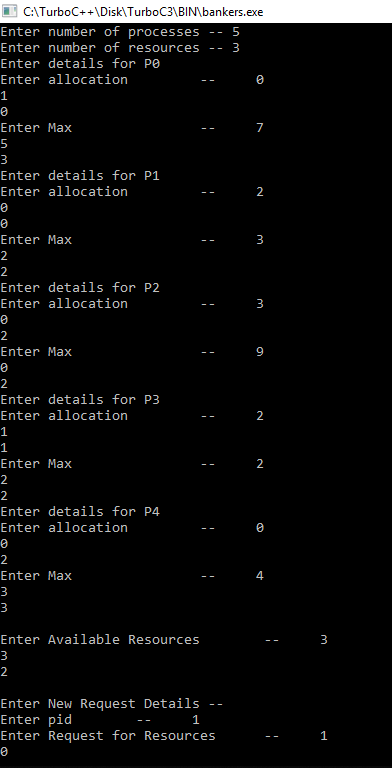 C:\TurboC++\Disk\TurboC3\BIN\bankers.exe
Enter number of processes -- 5
Enter number of resources -- 3
Enter details for P0
Enter allocation -- 0
1
0
Enter Max -- 7
5
3
Enter details for P1
Enter allocation -- 2
0
0
Enter Max -- 3
2
2
Enter details for P2
Enter allocation -- 3
0
2
Enter Max -- 9
0
2
Enter details for P3
Enter allocation -- 2
1
1
Enter Max -- 2
2
2
Enter details for P4
Enter allocation -- 0
0
2
Enter Max -- 4
3
3
Enter Available Resources -- 3
3
2
Enter New Request Details --
Enter pid -- 1
Enter Request for Resources -- 1
0